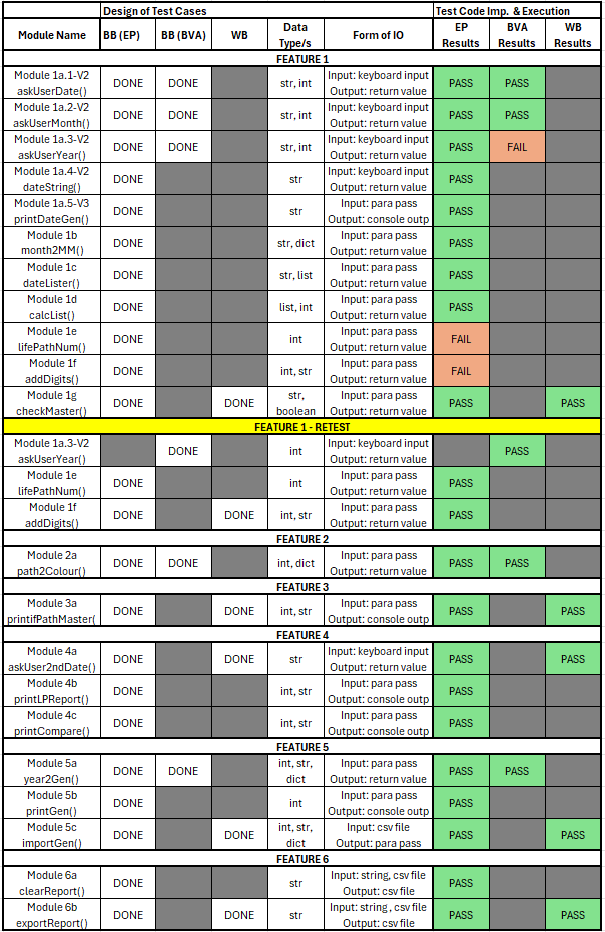 Design of Test Cases Test Code Imp. & Execution
Module Name BB (EP) BB (BVA) WB Data Type/s Form of IO EP Results BVA Results WB Results
FEATURE 1
Module 1a.1-V2 askUserDate() DONE DONE str, int Input: keyboard input Output: return value PASS PASS
Module 1a.2-V2 askUserMonth() DONE DONE str, int Input: keyboard input Output: return value PASS PASS
Module 1a.3-V2 askUserYear() DONE DONE str, int Input: keyboard input Output: return value PASS FAIL
Module 1a.4-V2 dateString() DONE str Input: keyboard input Output: return value PASS
Module 1a.5-V3 printDateGen() DONE str Input: para pass Output: console outp PASS
Module 1b month2MM() DONE str, dict Input: para pass Output: return value PASS
Module 1c dateLister() DONE str, list Input: para pass Output: return value PASS
Module 1d calcList() DONE list, int Input: para pass Output: return value PASS
Module 1e lifePathNum() DONE int Input: para pass Output: return value FAIL
Module 1f addDigits() DONE int, str Input: para pass Output: return value FAIL
Module 1g checkMaster() DONE DONE str, boolean Input: para pass Output: return value PASS PASS
FEATURE 1 - RETEST
Module 1a.3-V2 askUserYear() DONE int Input: keyboard input Output: return value PASS
Module 1e lifePathNum() DONE int Input: para pass Output: return value PASS
Module 1f addDigits() DONE DONE int, str Input: para pass Output: return value PASS
FEATURE 2
Module 2a path2Colour() DONE DONE int, dict Input: para pass Output: return value PASS PASS
FEATURE 3
Module 3a printifPathMaster( DONE DONE int, str Input: para pass Output: console outp PASS PASS
FEATURE 4
Module 4a askUser2ndDate() DONE DONE str Input: keyboard input Output: return value PASS PASS
Module 4b printLPReport() DONE int, str Input: para pass Output: console outp PASS
Module 4c printCompare() DONE int, str Input: para pass Output: console outp PASS
FEATURE 5
Module 5a year2Gen() DONE DONE int, str, dict Input: para pass Output: return value PASS PASS
Module 5b printGen() DONE int Input: para pass Output: console outp PASS
Module 5c importGen() DONE DONE int, str, dict Input: csv file Output: para pass PASS PASS
FEATURE 6
Module 6a clearReport() DONE str Input: string, csv file Output: csv file PASS
Module 6b exportReport() DONE DONE str Input: string , csv file Output: csv file PASS PASS